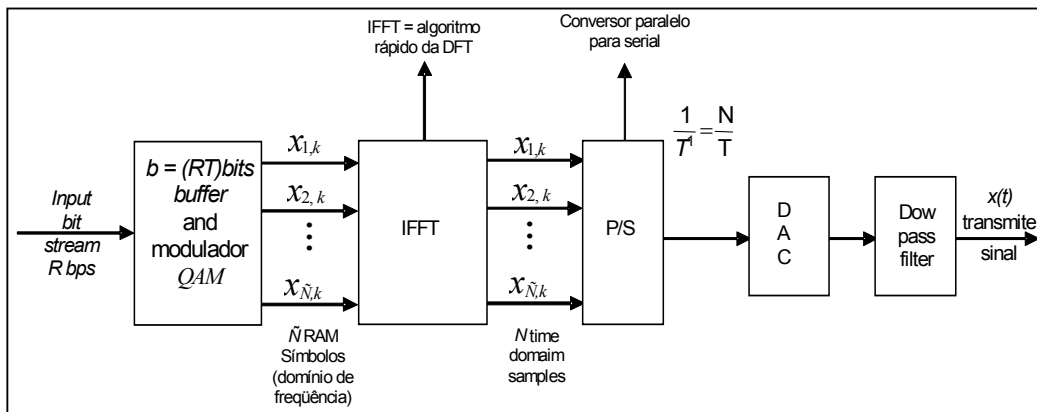 IFFT = algoritmo
rápido da DFT
Conversor paralelo
para serial
Input
bit
stream
R bps
b = (RT)bits
buffer
and
modulador
QAM
x1,k
x2, k
xÑ,k
Ñ RAM
Símbolos
(domínio de
freqüência)
IFFT
x1,k
x2, k
xÑ,k
N time
domaim
samples
P/S
1/T¹ = N/T
D
A
C
Dow
pass
filter
x(t)
transmite
sinal